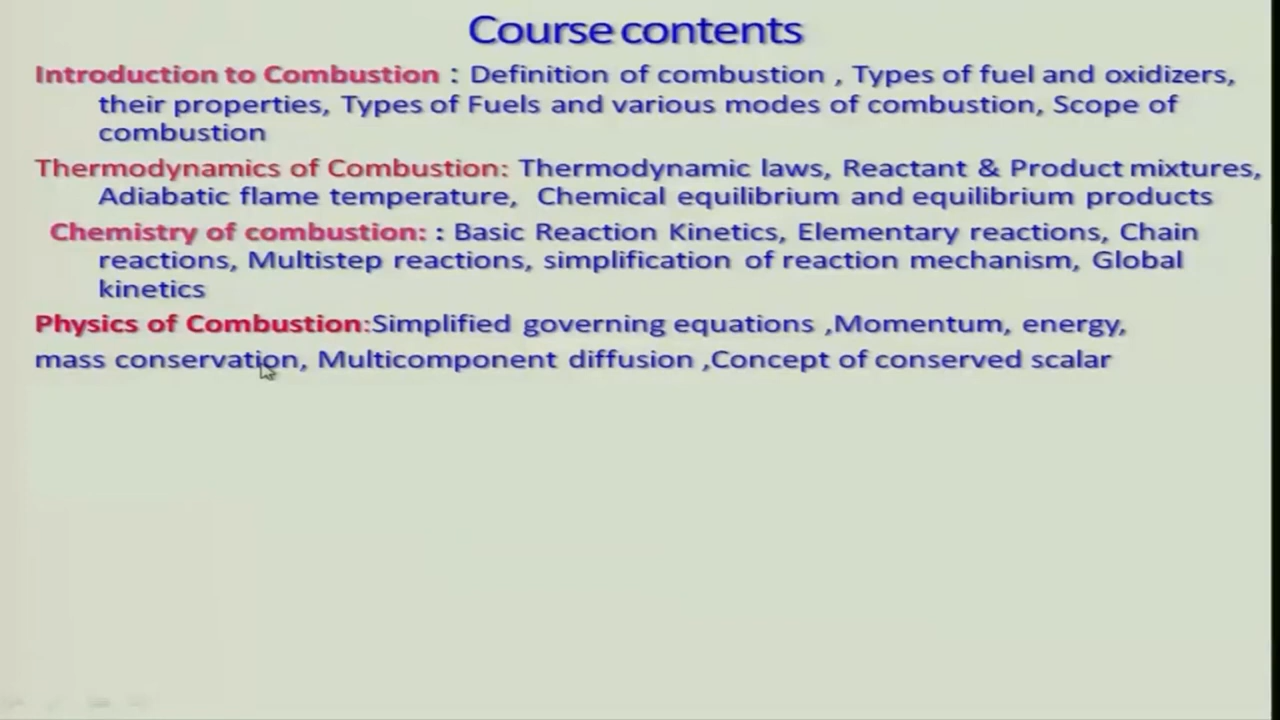 Course contents
Introduction to Combustion : Definition of combustion , Types of fuel and oxidizers,
their properties, Types of Fuels and various modes of combustion, Scope of
combustion
Thermodynamics of Combustion: Thermodynamic laws, Reactant & Product mixtures,
Adiabatic flame temperature, Chemical equilibrium and equilibrium products
Chemistry of combustion: : Basic Reaction Kinetics, Elementary reactions, Chain
reactions, Multistep reactions, simplification of reaction mechanism, Global
kinetics
Physics of Combustion:Simplified governing equations ,Momentum, energy,
mass conservation, Multicomponent diffusion ,Concept of conserved scalar